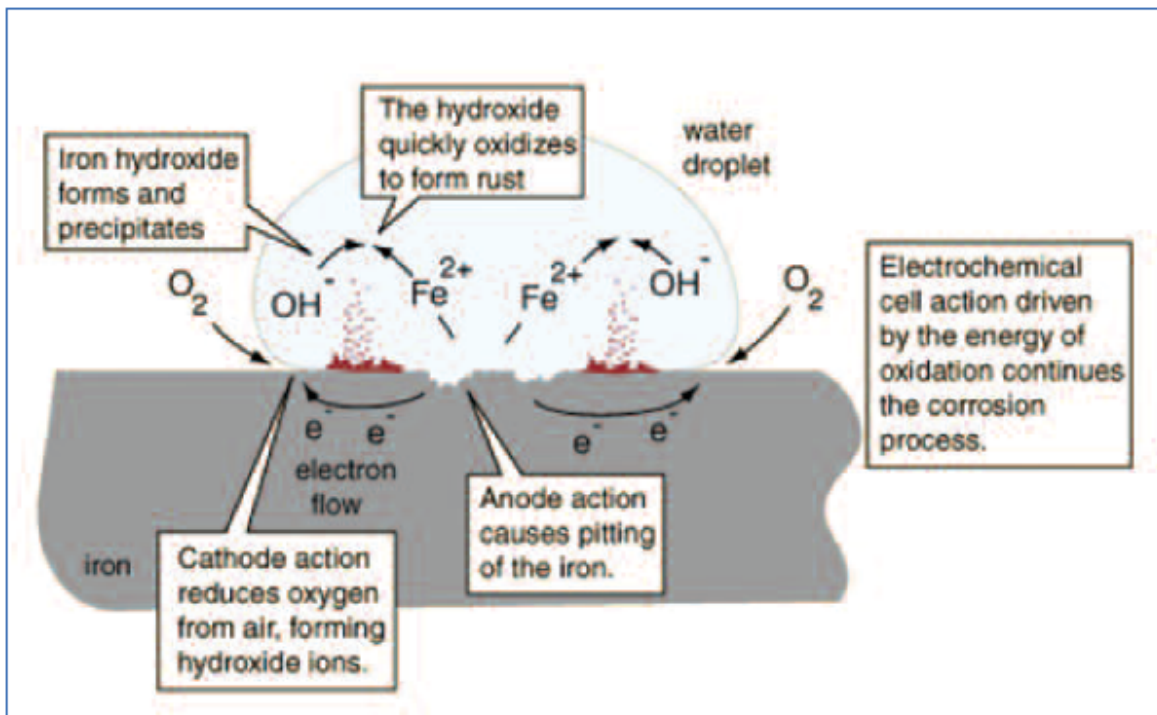 The hydroxide
quickly oxidizes
to form rust
water
droplet
Iron hydroxide
forms and
precipitates
O₂
OH⁻
Fe²⁺
Fe²⁺
OH⁻
O₂
Electrochemical
cell action driven
by the energy of
oxidation continues
the corrosion
process.
e⁻
e⁻
e⁻
e⁻
electron
flow
Anode action
causes pitting
of the iron.
iron
Cathode action
reduces oxygen
from air, forming
hydroxide ions.